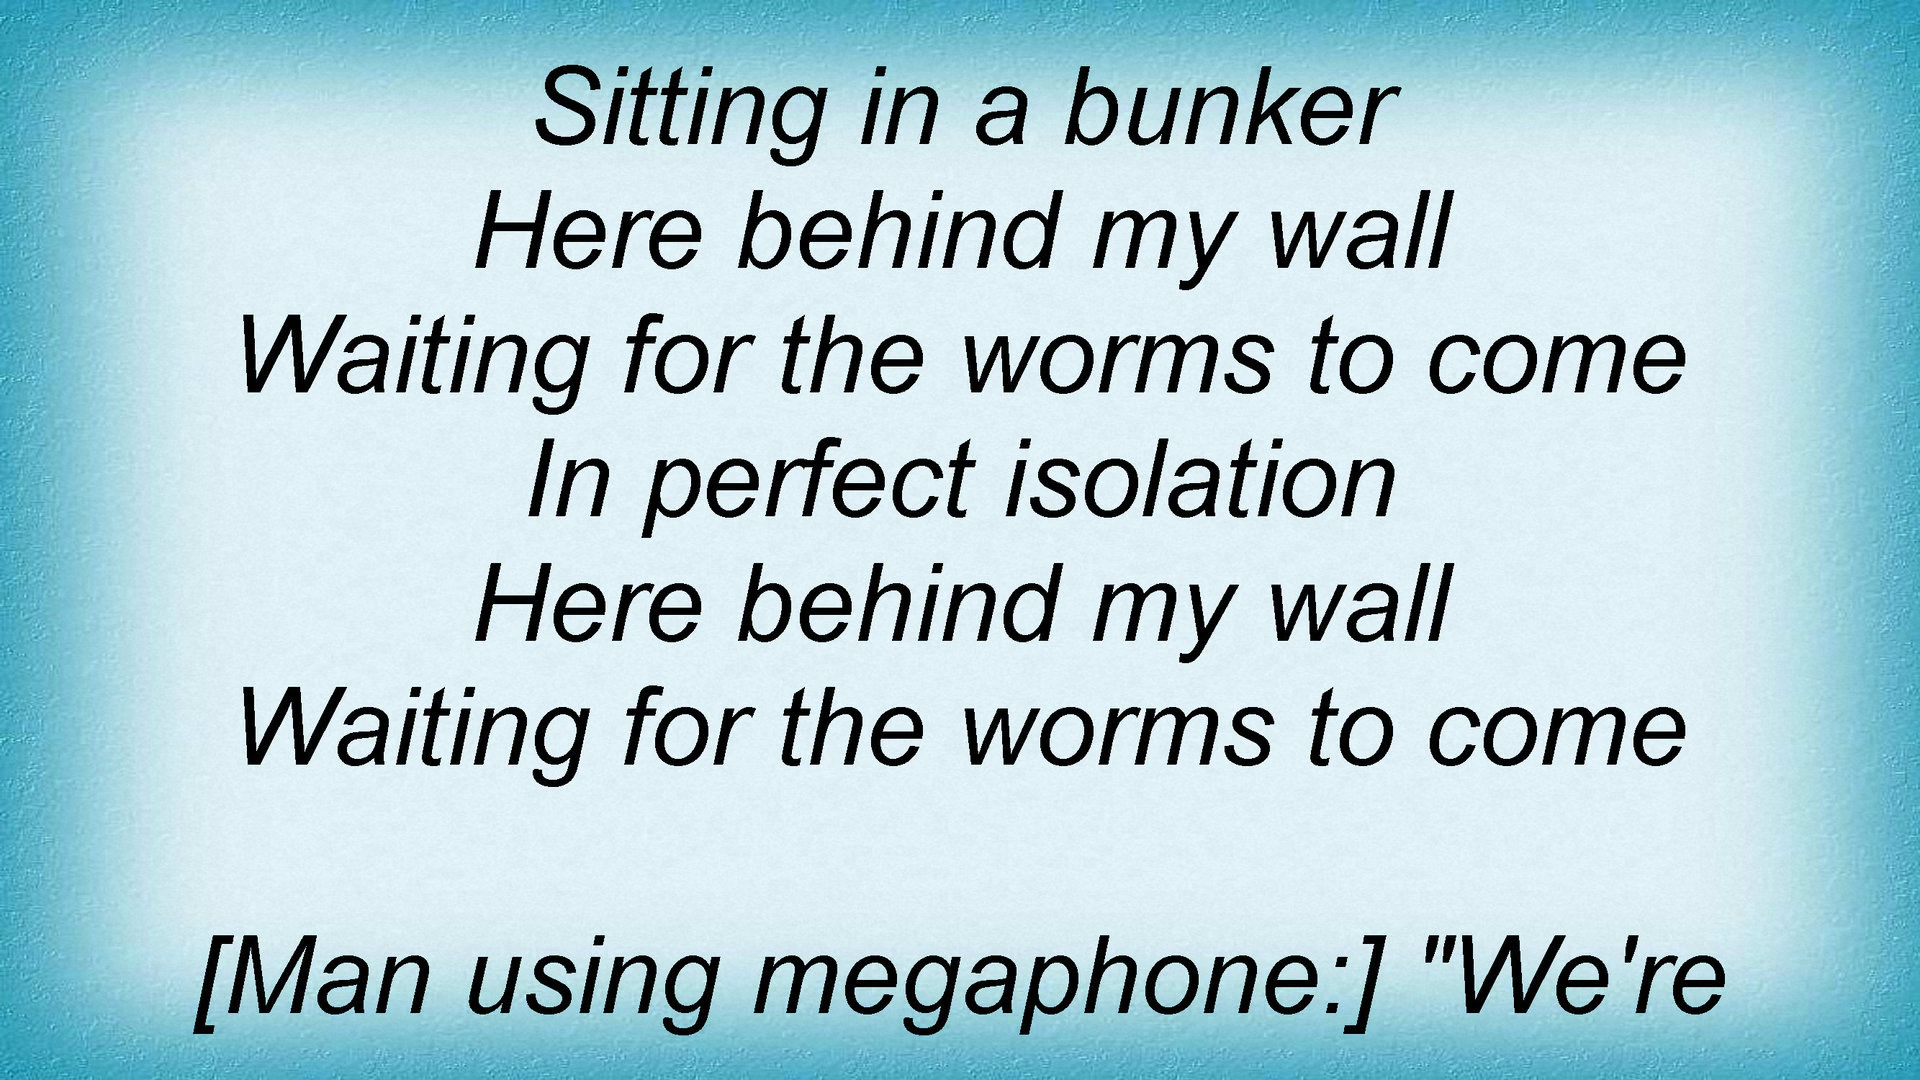 Sitting in a bunker
Here behind my wall
Waiting for the worms to come
In perfect isolation
Here behind my wall
Waiting for the worms to come
[Man using megaphone:] "We're